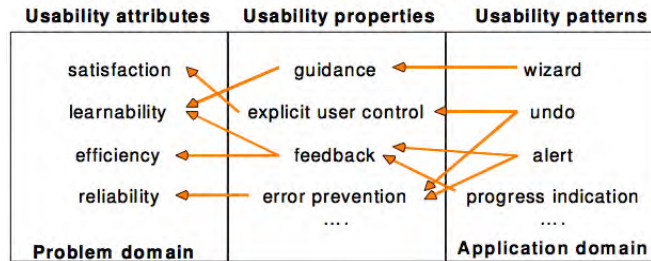 Usability attributes Usability properties Usability patterns
satisfaction guidance wizard
learnability explicit user control undo
efficiency feedback alert
reliability error prevention progress indication
.... ....
Problem domain Application domain